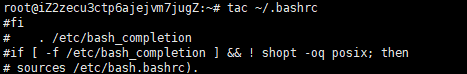 root@iZ2zecu3ctp6ajejvm7jugZ:~# tac ~/.bashrc
#fi
#    . /etc/bash_completion
#if [ -f /etc/bash_completion ] && ! shopt -oq posix; then
# sources /etc/bash.bashrc).